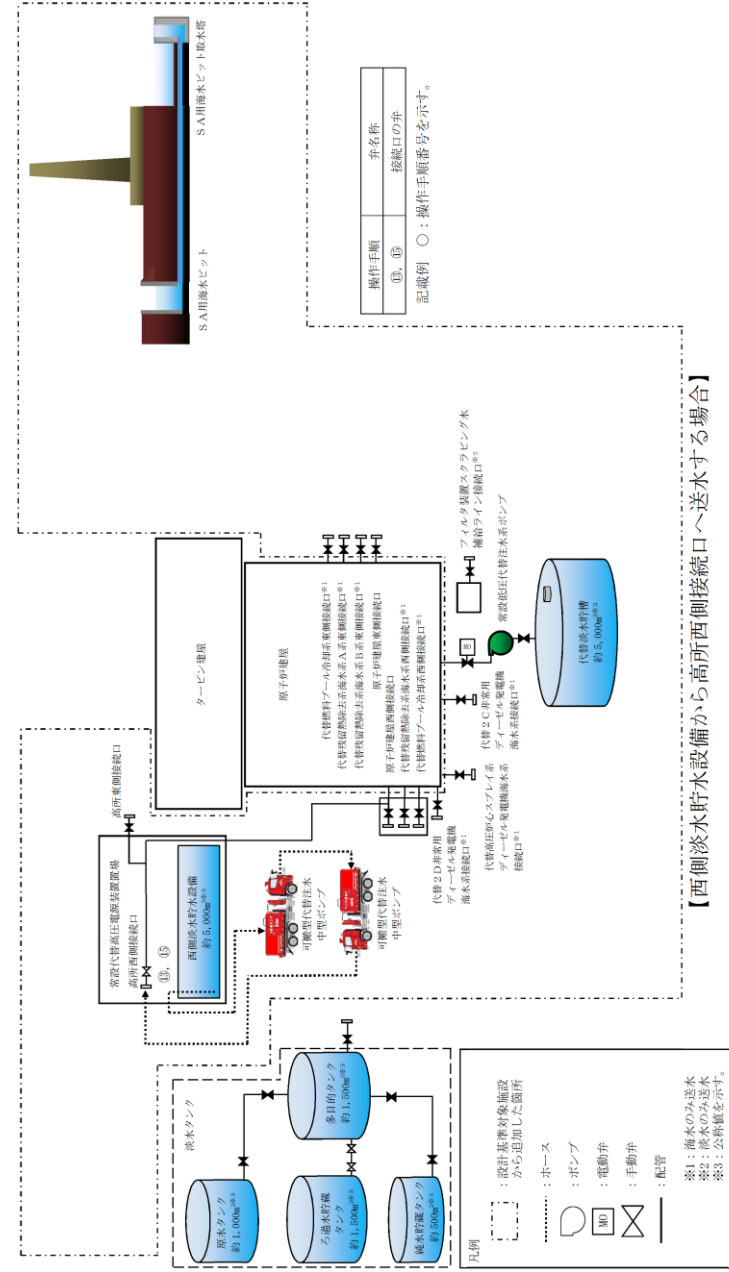 ＳＡ用海水ピット
ＳＡ用海水ピット取水塔
操作手順
弁名称
⑬, ⑮
接続口の弁
記載例　○：操作手順番号を示す。
タービン建屋
原子炉建屋
代替燃料プール冷却系東側接続口※1
代替残留熱除去系海水系Ａ系東側接続口※1
代替残留熱除去系海水系Ｂ系東側接続口※1
原子炉建屋東側接続口
原子炉建屋西側接続口
代替残留熱除去系海水系西側接続口※1
代替燃料プール冷却系西側接続口※1
フィルタ装置スクラビング水
補給ライン接続口※2
常設低圧代替注水系ポンプ
MO
代替淡水貯槽
約 5,000m³※3
代替２Ｃ非常用
ディーゼル発電機
海水系接続口※1
代替高圧炉心スプレイ系
ディーゼル発電機海水系
接続口※1
代替２Ｄ非常用
ディーゼル発電機
海水系接続口※1
高所東側接続口
常設代替高圧電源装置置場
高所西側接続口
⑬, ⑮
西側淡水貯水設備
約 5,000m³※3
可搬型代替注水
中型ポンプ
可搬型代替注水
中型ポンプ
淡水タンク
原水タンク
約 1,000m³※3
ろ過水貯蔵
タンク
約 1,500m³※3
純水貯蔵タンク
約 500m³※3
多目的タンク
約 1,500m³※3
凡例
：設計基準対象施設
から追加した箇所
：ホース
：ポンプ
MO
：電動弁
：手動弁
：配管
※1：海水のみ送水
※2：淡水のみ送水
※3：公称値を示す。
【西側淡水貯水設備から高所西側接続口へ送水する場合】